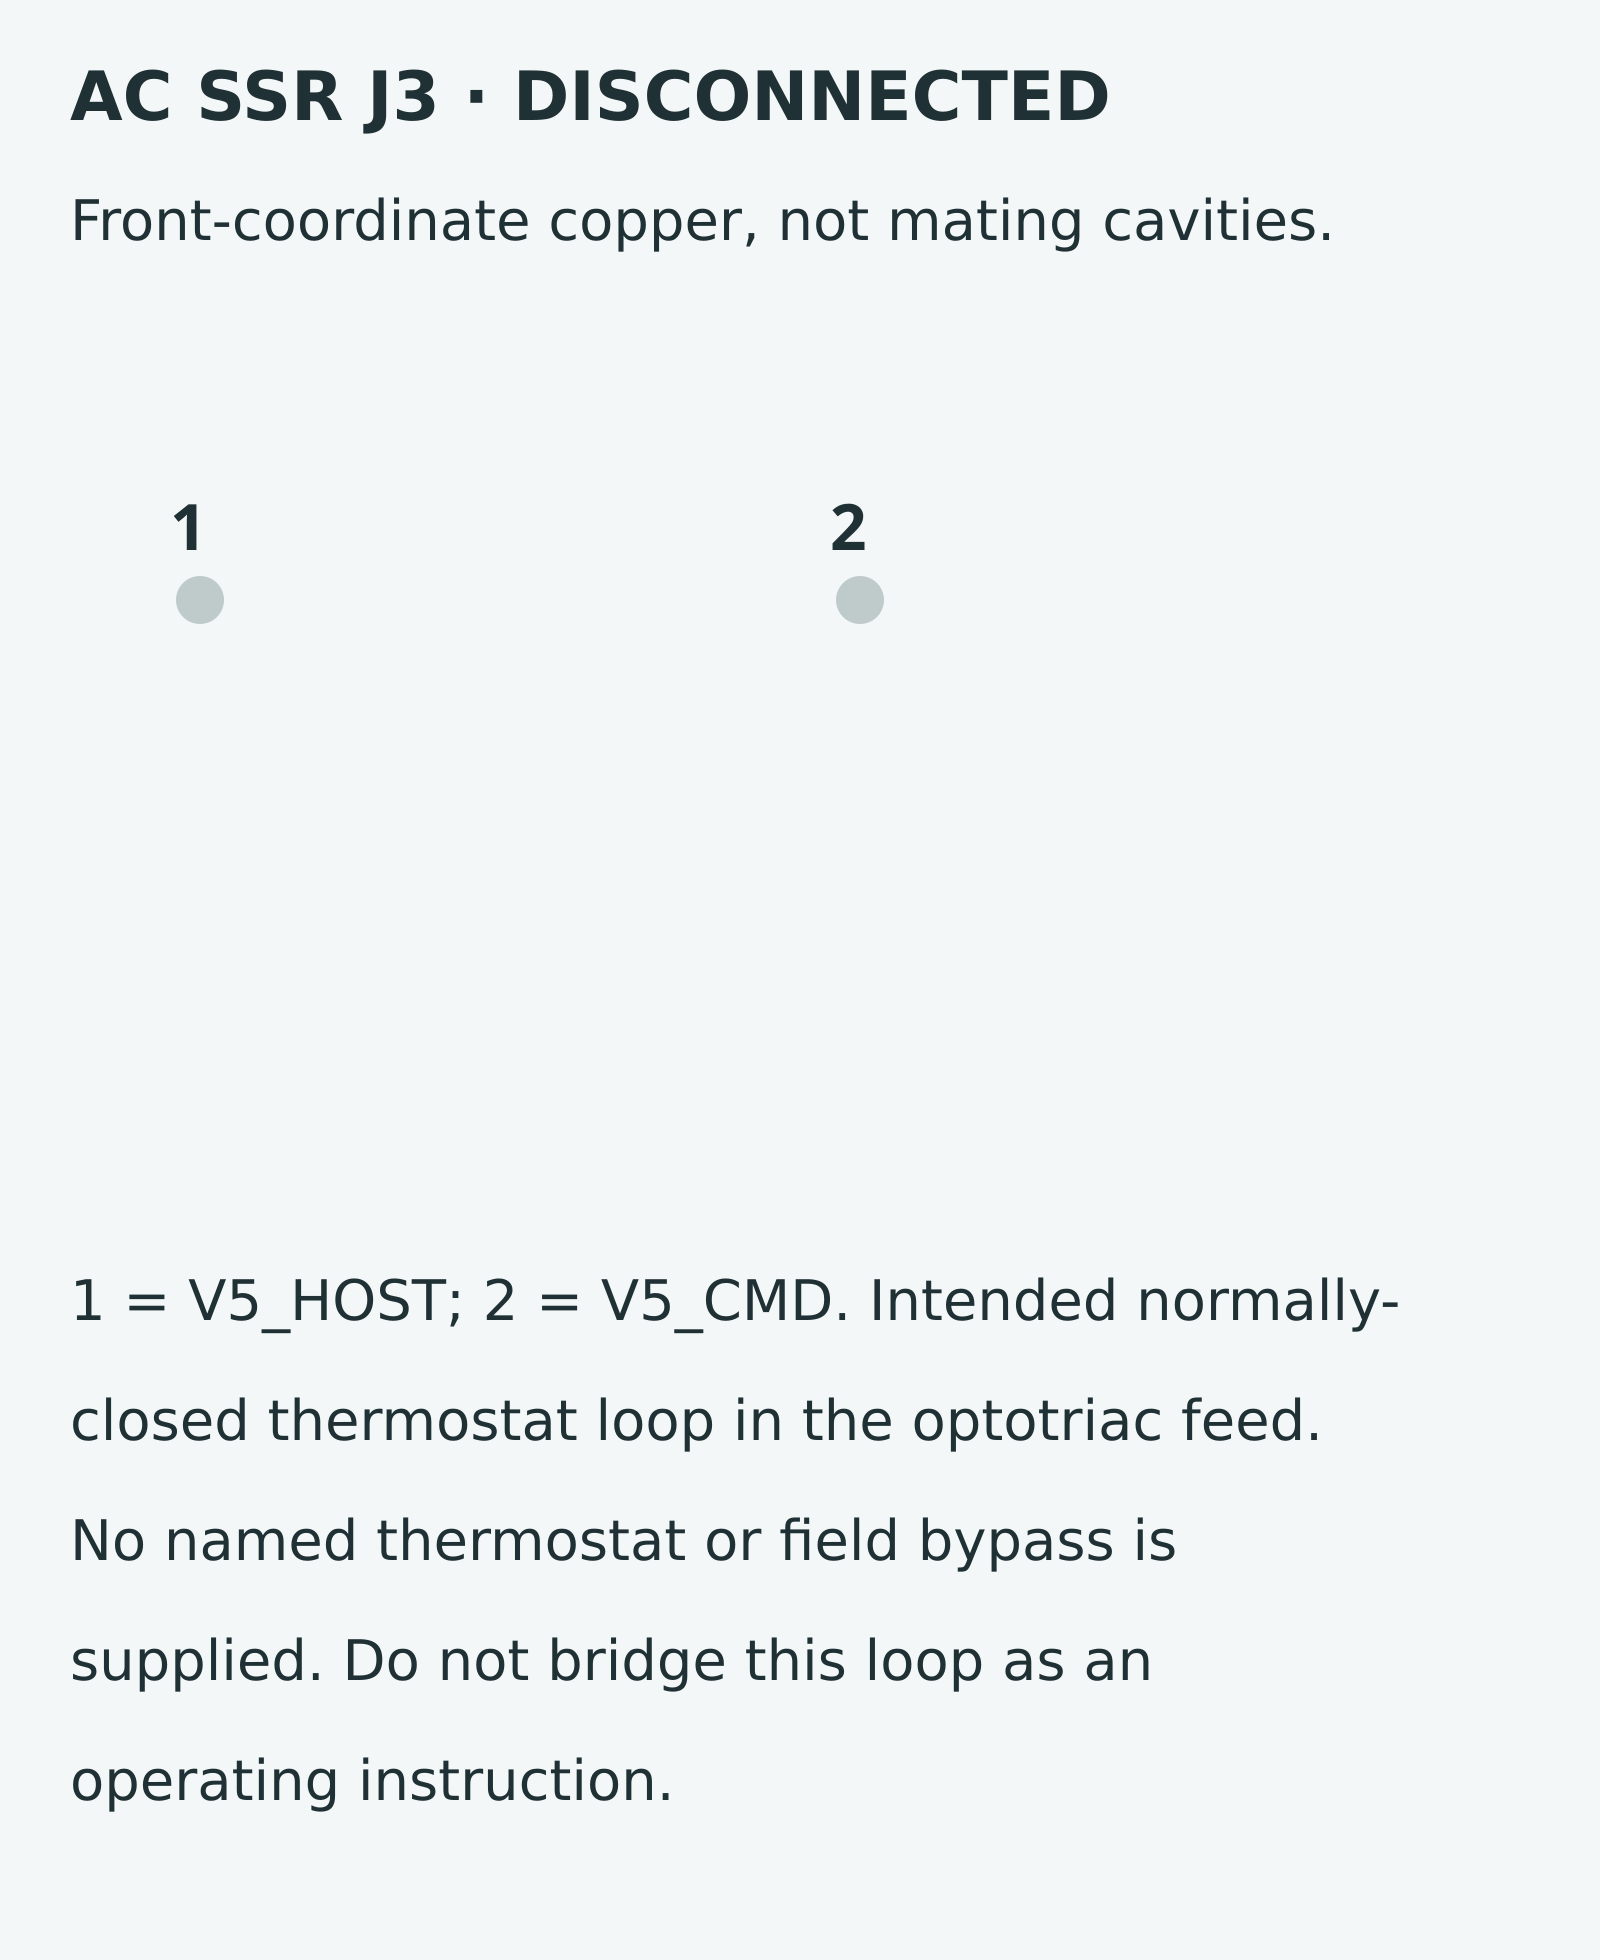 AC SSR J3 · DISCONNECTED
Front-coordinate copper, not mating cavities.
1 2
1 = V5_HOST; 2 = V5_CMD. Intended normally-
closed thermostat loop in the optotriac feed.
No named thermostat or field bypass is
supplied. Do not bridge this loop as an
operating instruction.